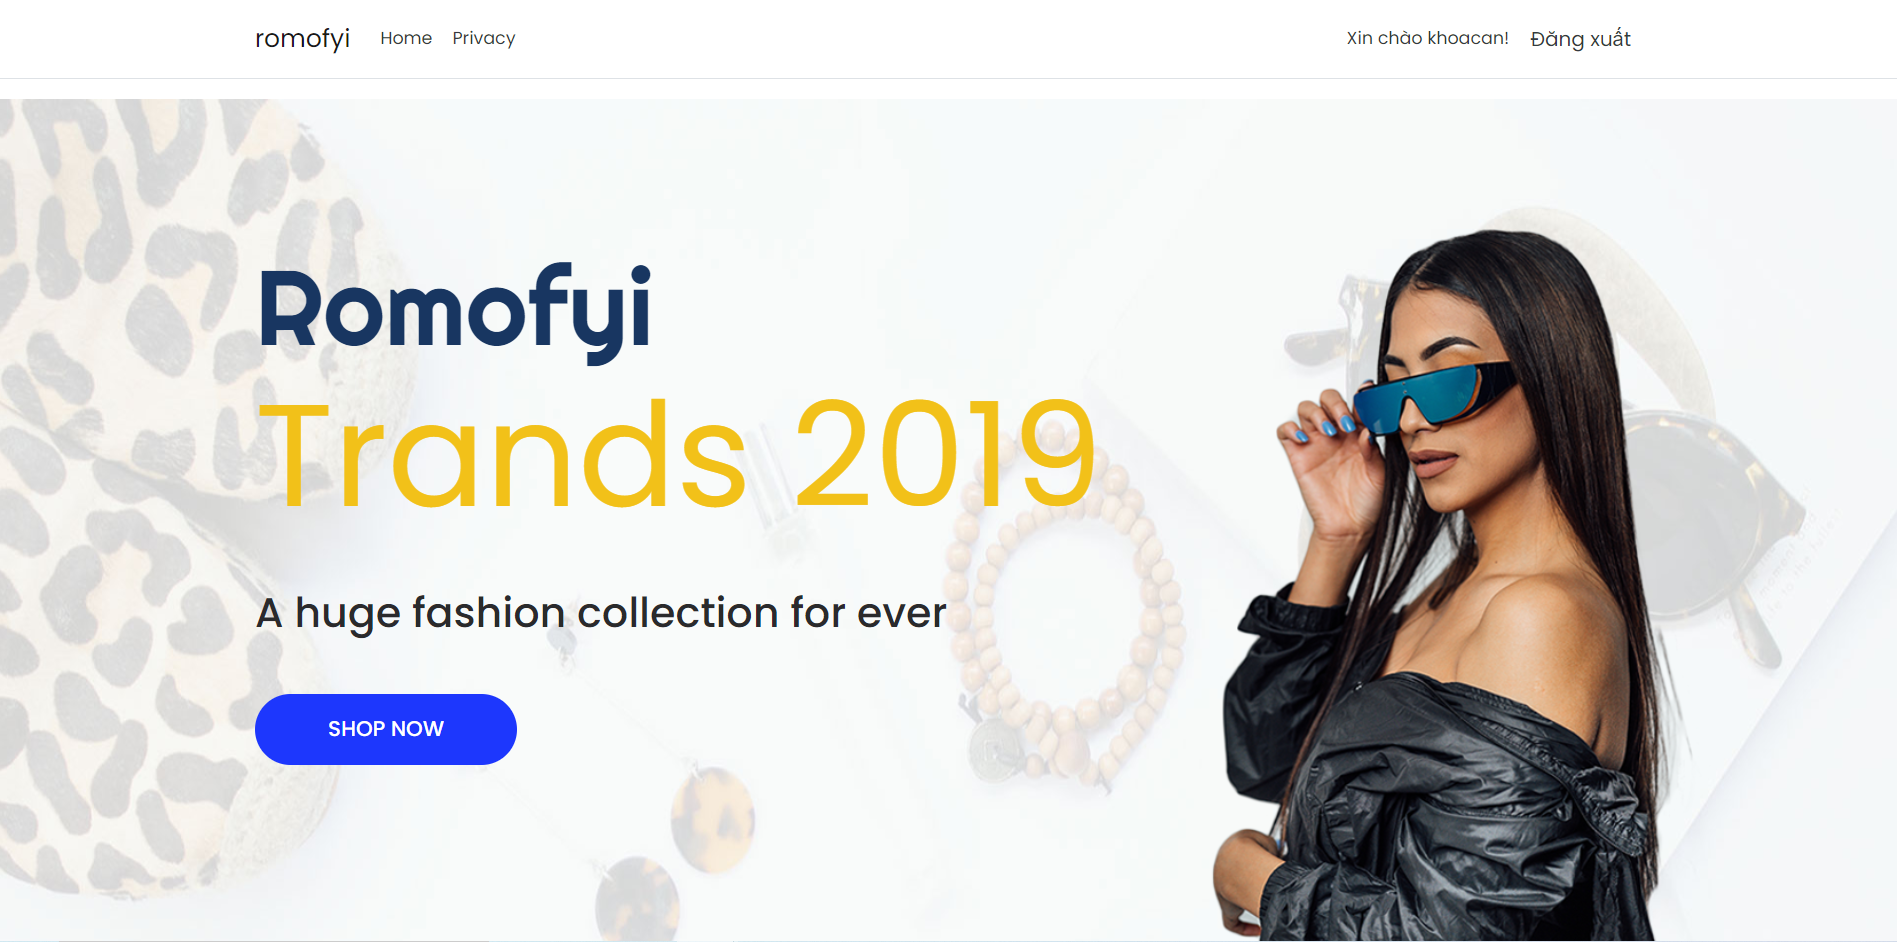 romofyi Home Privacy Xin chào khoacan! Đăng xuất
Romofyi
Trands 2019
A huge fashion collection for ever
SHOP NOW